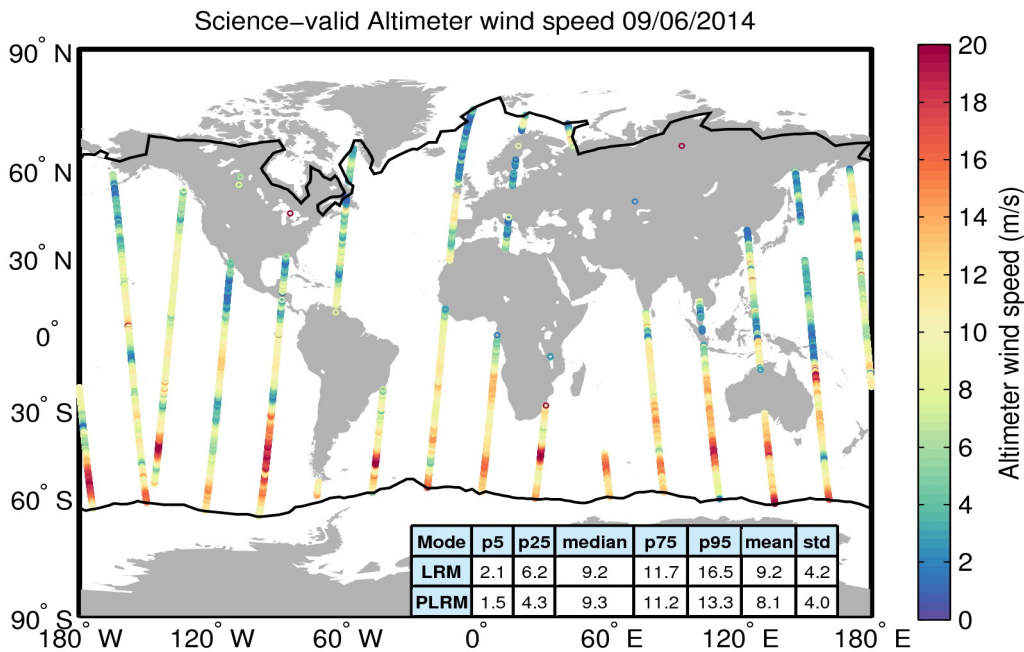 Science−valid Altimeter wind speed 09/06/2014
90° N
60° N
30° N
0°
30° S
60° S
90° S
180° W
120° W
60° W
0°
60° E
120° E
180° E
20
18
16
14
12
10
8
6
4
2
0
Altimeter wind speed (m/s)
Mode p5 p25 median p75 p95 mean std
LRM 2.1 6.2 9.2 11.7 16.5 9.2 4.2
PLRM 1.5 4.3 9.3 11.2 13.3 8.1 4.0